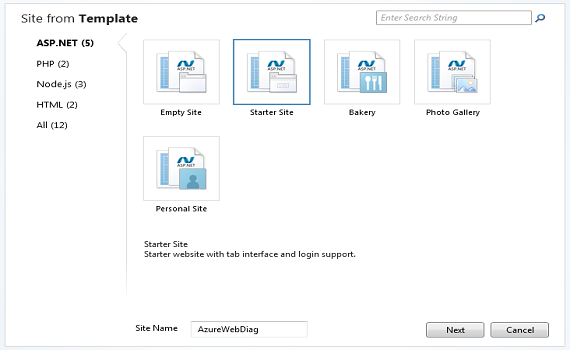 Site from Template
Enter Search String
ASP.NET (5)
PHP (2)
Node.js (3)
HTML (2)
All (12)
ASP.NET
ASP.NET
ASP.NET
ASP.NET
Empty Site
Starter Site
Bakery
Photo Gallery
ASP.NET
Personal Site
Starter Site
Starter website with tab interface and login support.
Site Name
AzureWebDiag
Next
Cancel